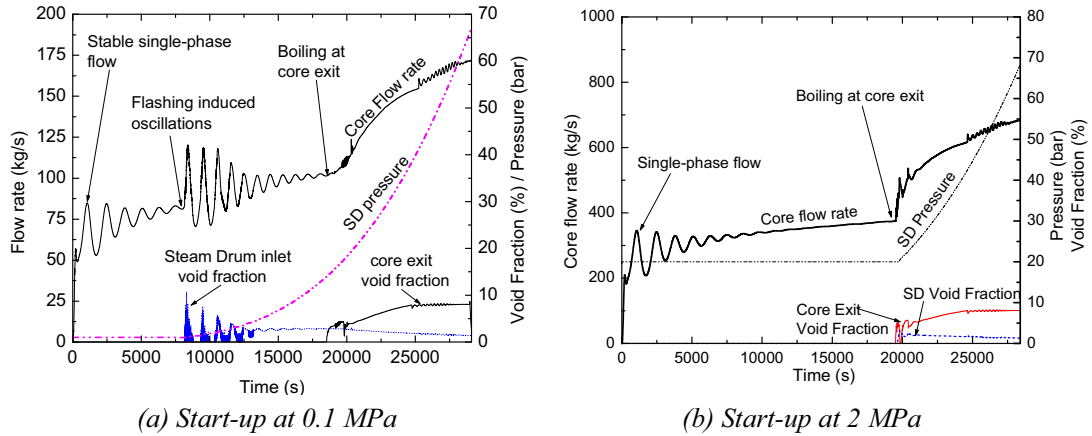 200
175
150
125
100
75
50
25
0
Flow rate (kg/s)
70
60
50
40
30
20
10
0
Void Fraction (%) / Pressure (bar)
Stable single-phase
flow
Flashing induced
oscillations
Boiling at
core exit
Core Flow rate
SD pressure
Steam Drum inlet
void fraction
core exit
void fraction
0 5000 10000 15000 20000 25000
Time (s)
(a) Start-up at 0.1 MPa
1000
800
600
400
200
0
Core flow rate (kg/s)
80
70
60
50
40
30
20
10
0
Pressure (bar)
Void Fraction (%)
Boiling at core exit
Single-phase flow
Core flow rate
SD Pressure
SD Void Fraction
Core Exit
Void Fraction
0 5000 10000 15000 20000 25000
Time (s)
(b) Start-up at 2 MPa